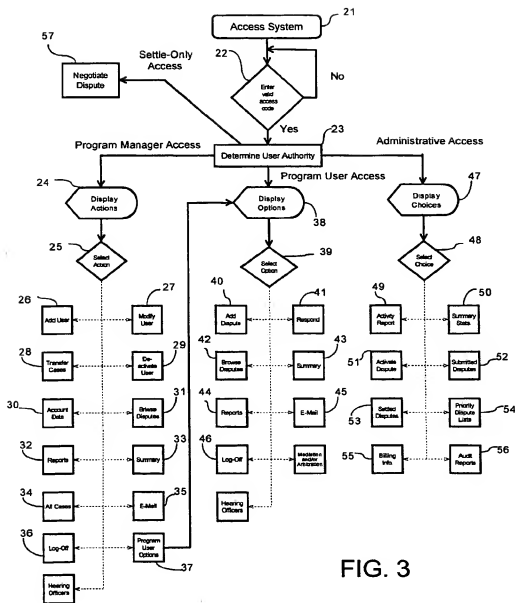 Access System
21
57
Settle-Only
Access
22
No
Negotiate
Dispute
Enter
valid
access
code
Yes
23
Determine User Authority
Program Manager Access
Program User Access
Administrative Access
24
Display
Actions
Display
Options
38
47
Display
Choices
25
Select
Action
39
Select
Option
48
Select
Choice
26
Add User
27
Modify
User
28
Transfer
Cases
29
De-
activate
User
30
Account
Data
31
Browse
Disputes
32
Reports
33
Summary
34
All Cases
35
E-Mail
36
Log-Off
37
Program
User
Options
Hearing
Officers
40
Add
Dispute
41
Respond
42
Browse
Disputes
43
Summary
44
Reports
45
E-Mail
46
Log-Off
Mediation
and/or
Arbitration
Hearing
Officers
49
Activity
Report
50
Summary
Stats.
51
Activate
Dispute
52
Submitted
Disputes
53
Settled
Disputes
54
Priority
Dispute
Lists
55
Billing
Info.
56
Audit
Reports
FIG. 3